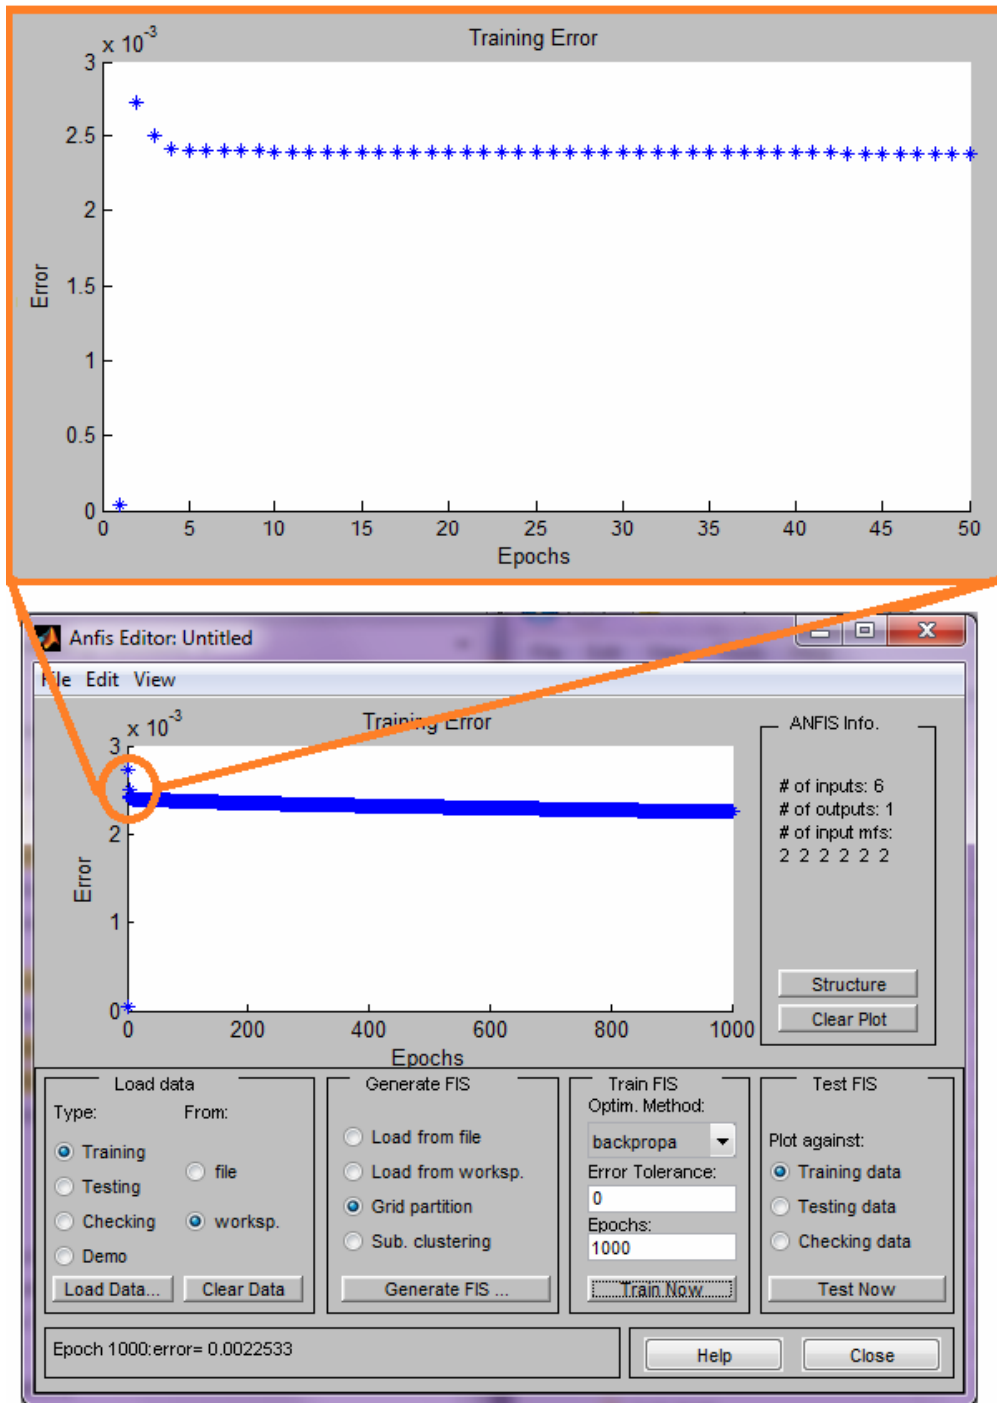 Training Error
x 10^-3
3
2.5
2
1.5
1
0.5
0
Error
0 5 10 15 20 25 30 35 40 45 50
Epochs
Anfis Editor: Untitled
File Edit View
Training Error
x 10^-3
3
2
1
0
Error
0 200 400 600 800 1000
Epochs
ANFIS Info.
# of inputs: 6
# of outputs: 1
# of input mfs:
2 2 2 2 2 2
Structure
Clear Plot
Load data
Type: From:
Training
file
Testing
Checking
worksp.
Demo
Load Data... Clear Data
Generate FIS
Load from file
Load from worksp.
Grid partition
Sub. clustering
Generate FIS ...
Train FIS
Optim. Method:
backpropa
Error Tolerance:
0
Epochs:
1000
Train Now
Test FIS
Plot against:
Training data
Testing data
Checking data
Test Now
Epoch 1000:error= 0.0022533
Help Close